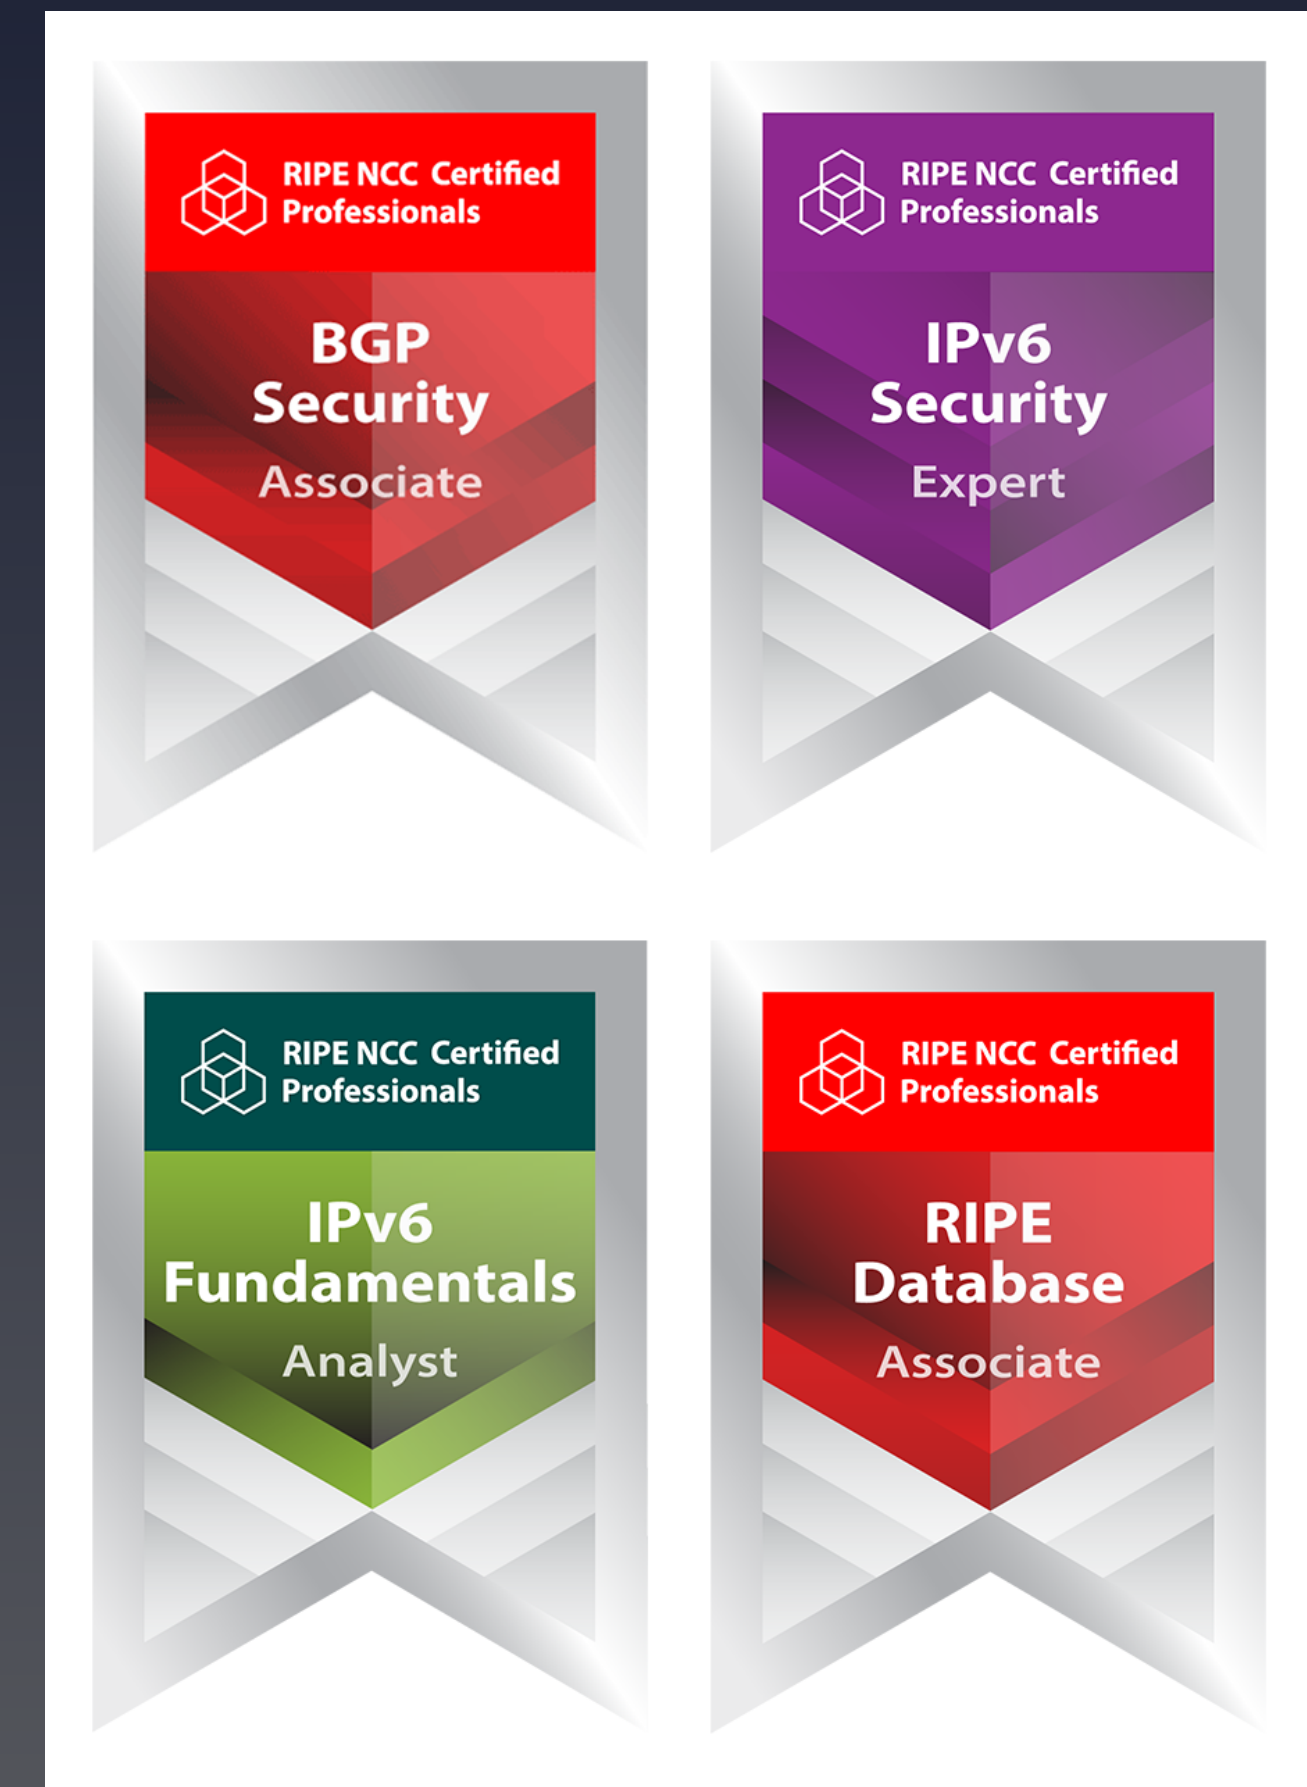 RIPE NCC Certified
Professionals
BGP
Security
Associate
RIPE NCC Certified
Professionals
IPv6
Security
Expert
RIPE NCC Certified
Professionals
IPv6
Fundamentals
Analyst
RIPE NCC Certified
Professionals
RIPE
Database
Associate